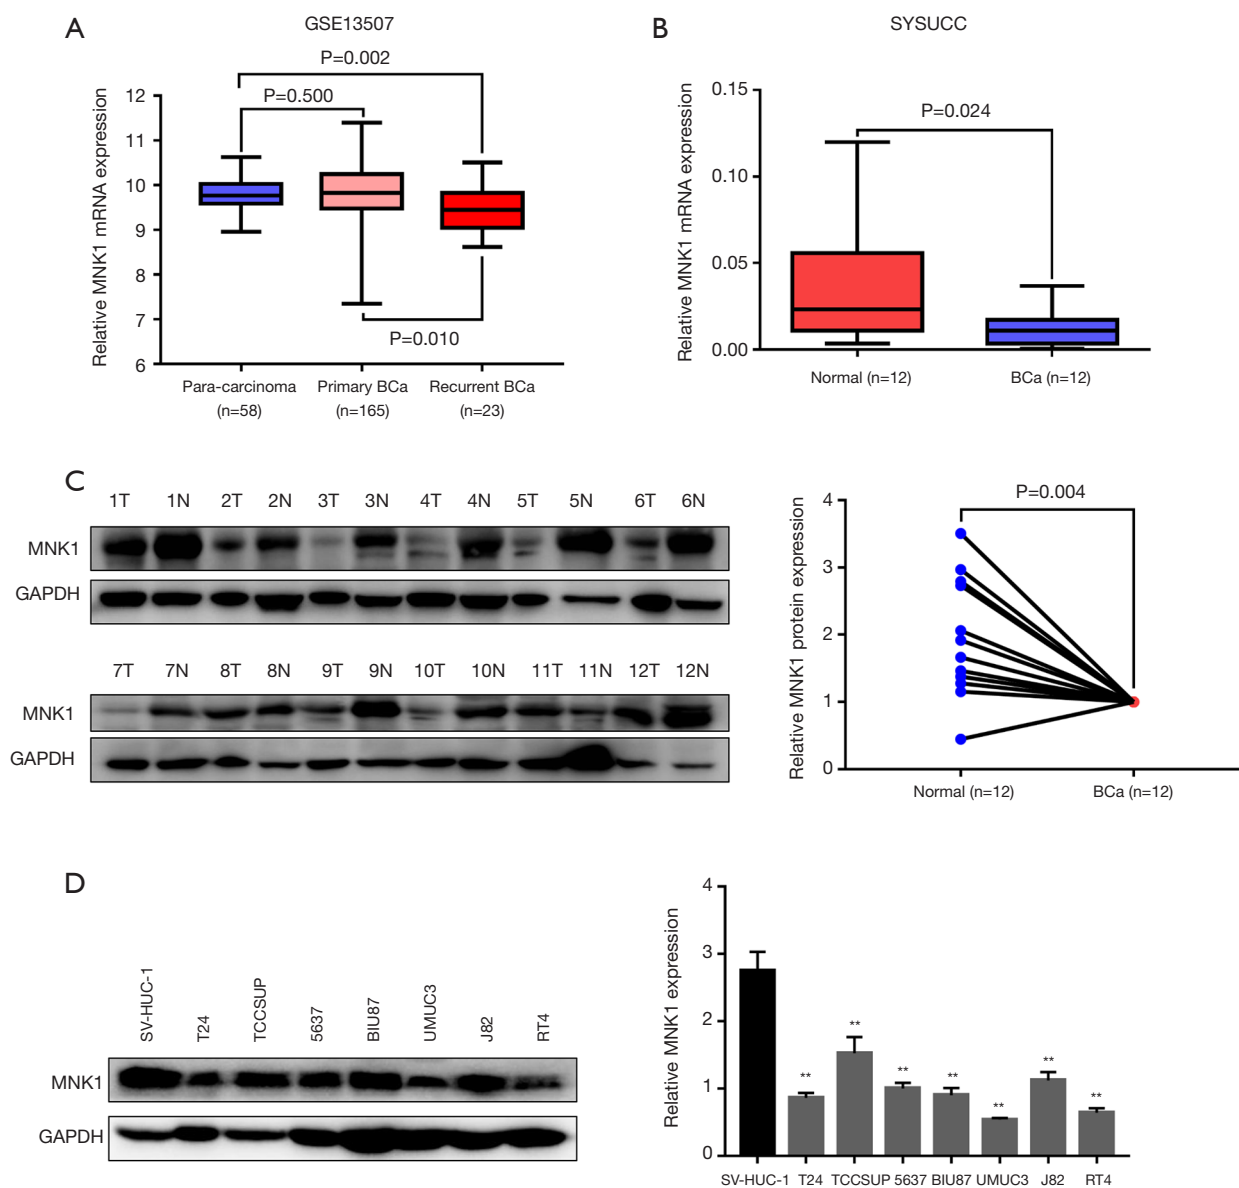 A
GSE13507
P=0.002
P=0.500
Relative MNK1 mRNA expression
12
11
10
9
8
7
6
P=0.010
Para-carcinoma
(n=58)
Primary BCa
(n=165)
Recurrent BCa
(n=23)
B
SYSUCC
P=0.024
Relative MNK1 mRNA expression
0.15
0.10
0.05
0.00
Normal (n=12)
BCa (n=12)
C
1T 1N 2T 2N 3T 3N 4T 4N 5T 5N 6T 6N
MNK1
GAPDH
7T 7N 8T 8N 9T 9N 10T 10N 11T 11N 12T 12N
MNK1
GAPDH
P=0.004
Relative MNK1 protein expression
4
3
2
1
0
Normal (n=12)
BCa (n=12)
D
SV-HUC-1
T24
TCCSUP
5637
BIU87
UMUC3
J82
RT4
MNK1
GAPDH
Relative MNK1 expression
4
3
2
1
0
**
**
**
**
**
**
**
SV-HUC-1 T24 TCCSUP 5637 BIU87 UMUC3 J82 RT4